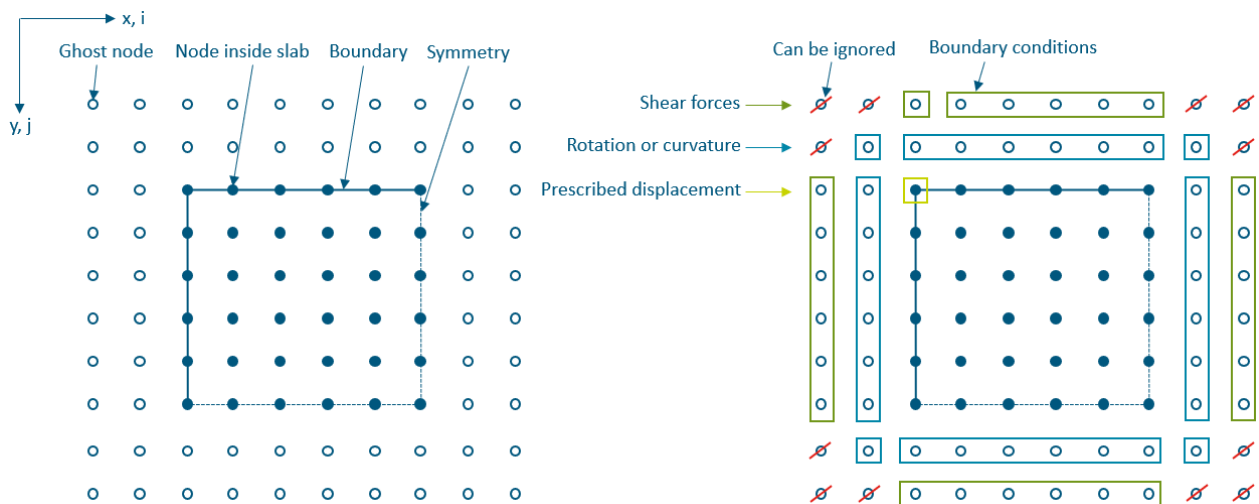 x, i
Ghost node
Node inside slab
Boundary
Symmetry
y, j
Can be ignored
Boundary conditions
Shear forces
Rotation or curvature
Prescribed displacement